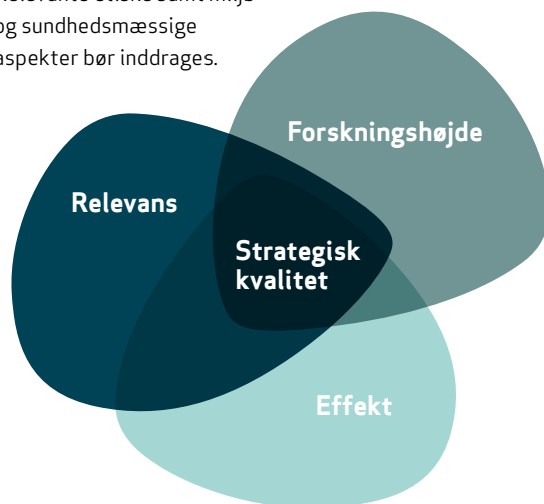 og sundhedsmæssige
aspekter bør inddrages.
Forskningshøjde
Relevans
Strategisk
kvalitet
Effekt